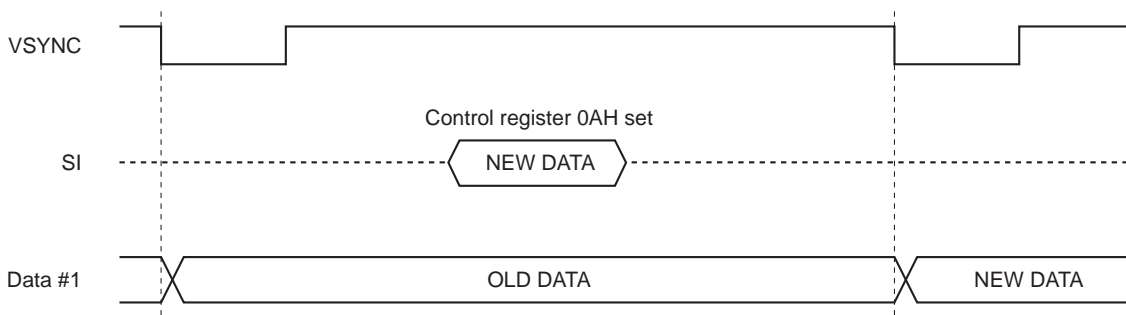 VSYNC
Control register 0AH set
SI
NEW DATA
Data #1
OLD DATA
NEW DATA